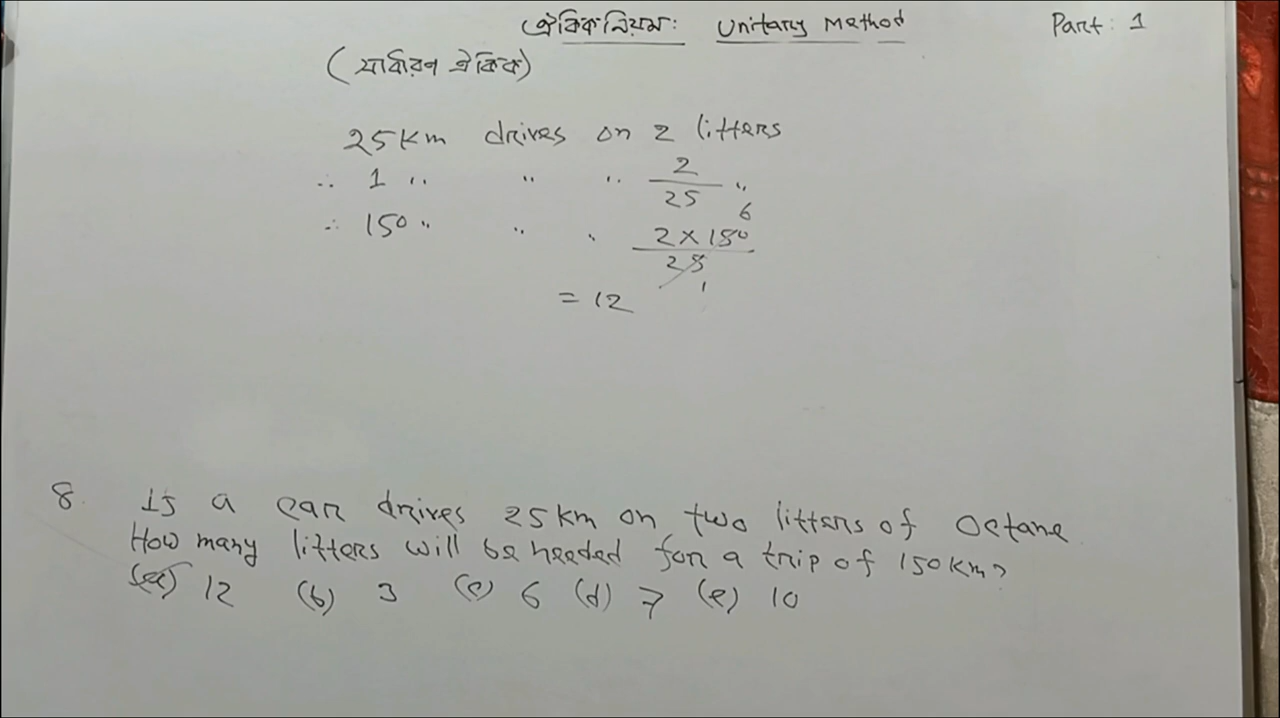 ঐকিক নিয়ম: Unitary Method Part: 1
(সাধারণ ঐকিক)
25 km drives on 2 litters
∴ 1 " " " 2/25 "
∴ 150 " " " 2 × 150/25 6 1
= 12
8. If a car drives 25 km on two litters of Octane
How many litters will be needed for a trip of 150 km?
(a) 12 (b) 3 (c) 6 (d) 7 (e) 10